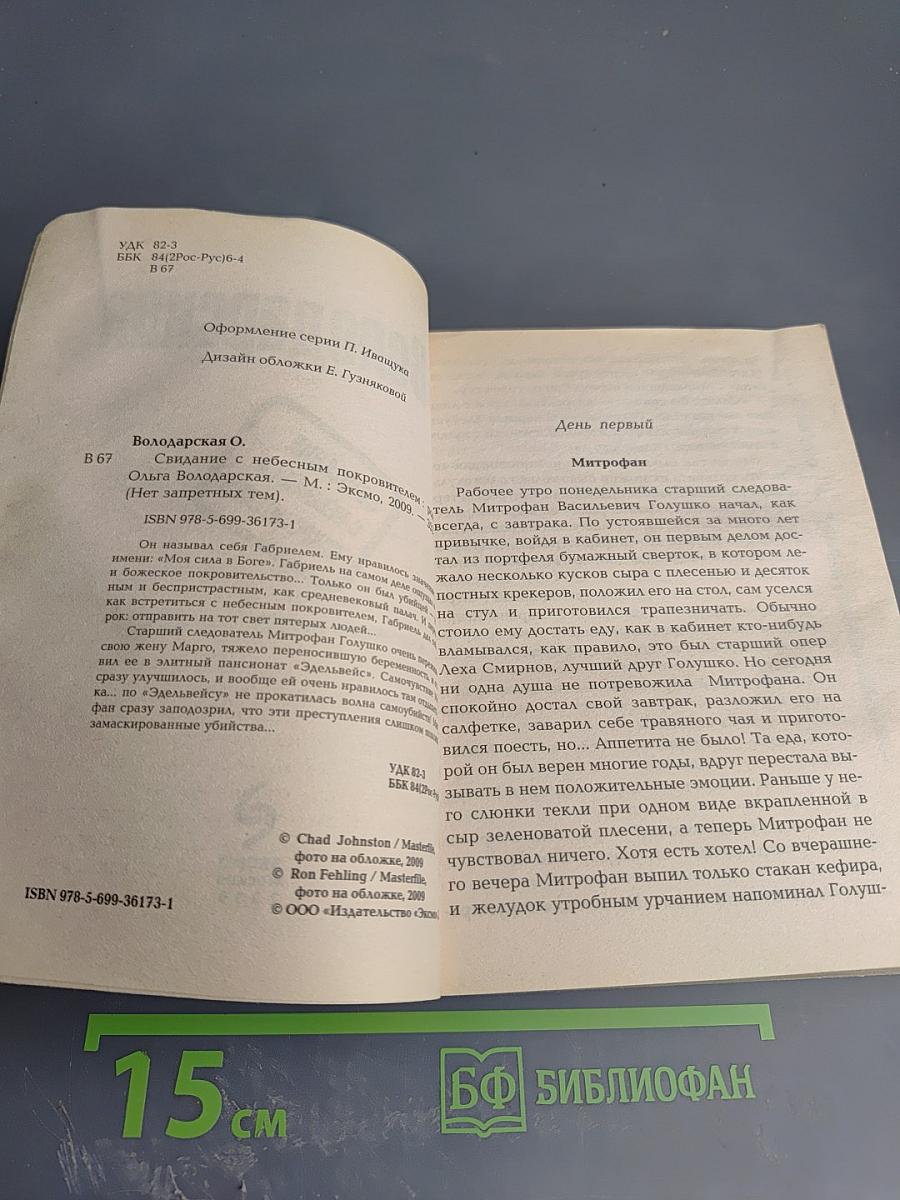 УДК 82-3
ББК 84(2Рос-Рус)6-4
В 67
Оформление серии П. Иващука
Дизайн обложки Е. Гузняковой
Володарская О.
В 67 Свидание с небесным покровителем :
Ольга Володарская. — М. : Эксмо, 2009. —
(Нет запретных тем).
ISBN 978-5-699-36173-1
Он называл себя Габриелем. Ему нравилось
имени: «Моя сила в Боге». Габриель на самом деле
и божеское покровительство... Только он был убийцей —
ным и беспристрастным, как средневековый палач. И
как встретиться с небесным покровителем, Габриель
рок: отправить на тот свет пятерых людей...
Старший следователь Митрофан Голушко очень
свою жену Марго, тяжело переносившую беременность,
вил ее в элитный пансионат «Эдельвейс». Самочувствие
сразу улучшилось, и вообще ей очень нравилось там
ка... по «Эдельвейсу» не прокатилась волна самоубийств!
фан сразу заподозрил, что эти преступления слишком
замаскированные убийства...
УДК 82-3
ББК 84(2Рос-Рус)
© Chad Johnston / Masterfile,
фото на обложке, 2009
© Ron Fehling / Masterfile,
фото на обложке, 2009
ISBN 978-5-699-36173-1
© ООО «Издательство «Эксмо»
День первый
Митрофан
Рабочее утро понедельника старший следова-
тель Митрофан Васильевич Голушко начал, как
всегда, с завтрака. По устоявшейся за много лет
привычке, войдя в кабинет, он первым делом дос-
тал из портфеля бумажный сверток, в котором ле-
жало несколько кусков сыра с плесенью и десяток
постных крекеров, положил его на стол, сам уселся
на стул и приготовился трапезничать. Обычно
стоило ему достать еду, как в кабинет кто-нибудь
вламывался, как правило, это был старший опер
Леха Смирнов, лучший друг Голушко. Но сегодня
ни одна душа не потревожила Митрофана. Он
спокойно достал свой завтрак, разложил его на
салфетке, заварил себе травяного чая и пригото-
вился поесть, но... Аппетита не было! Та еда, кото-
рой он был верен многие годы, вдруг перестала вы-
зывать в нем положительные эмоции. Раньше у не-
го слюнки текли при одном виде вкрапленной в
сыр зеленоватой плесени, а теперь Митрофан не
чувствовал ничего. Хотя есть хотел! Со вчерашне-
го вечера Митрофан выпил только стакан кефира,
и желудок утробным урчанием напоминал Голуш-
15 см
БФ БИБЛИОФАН